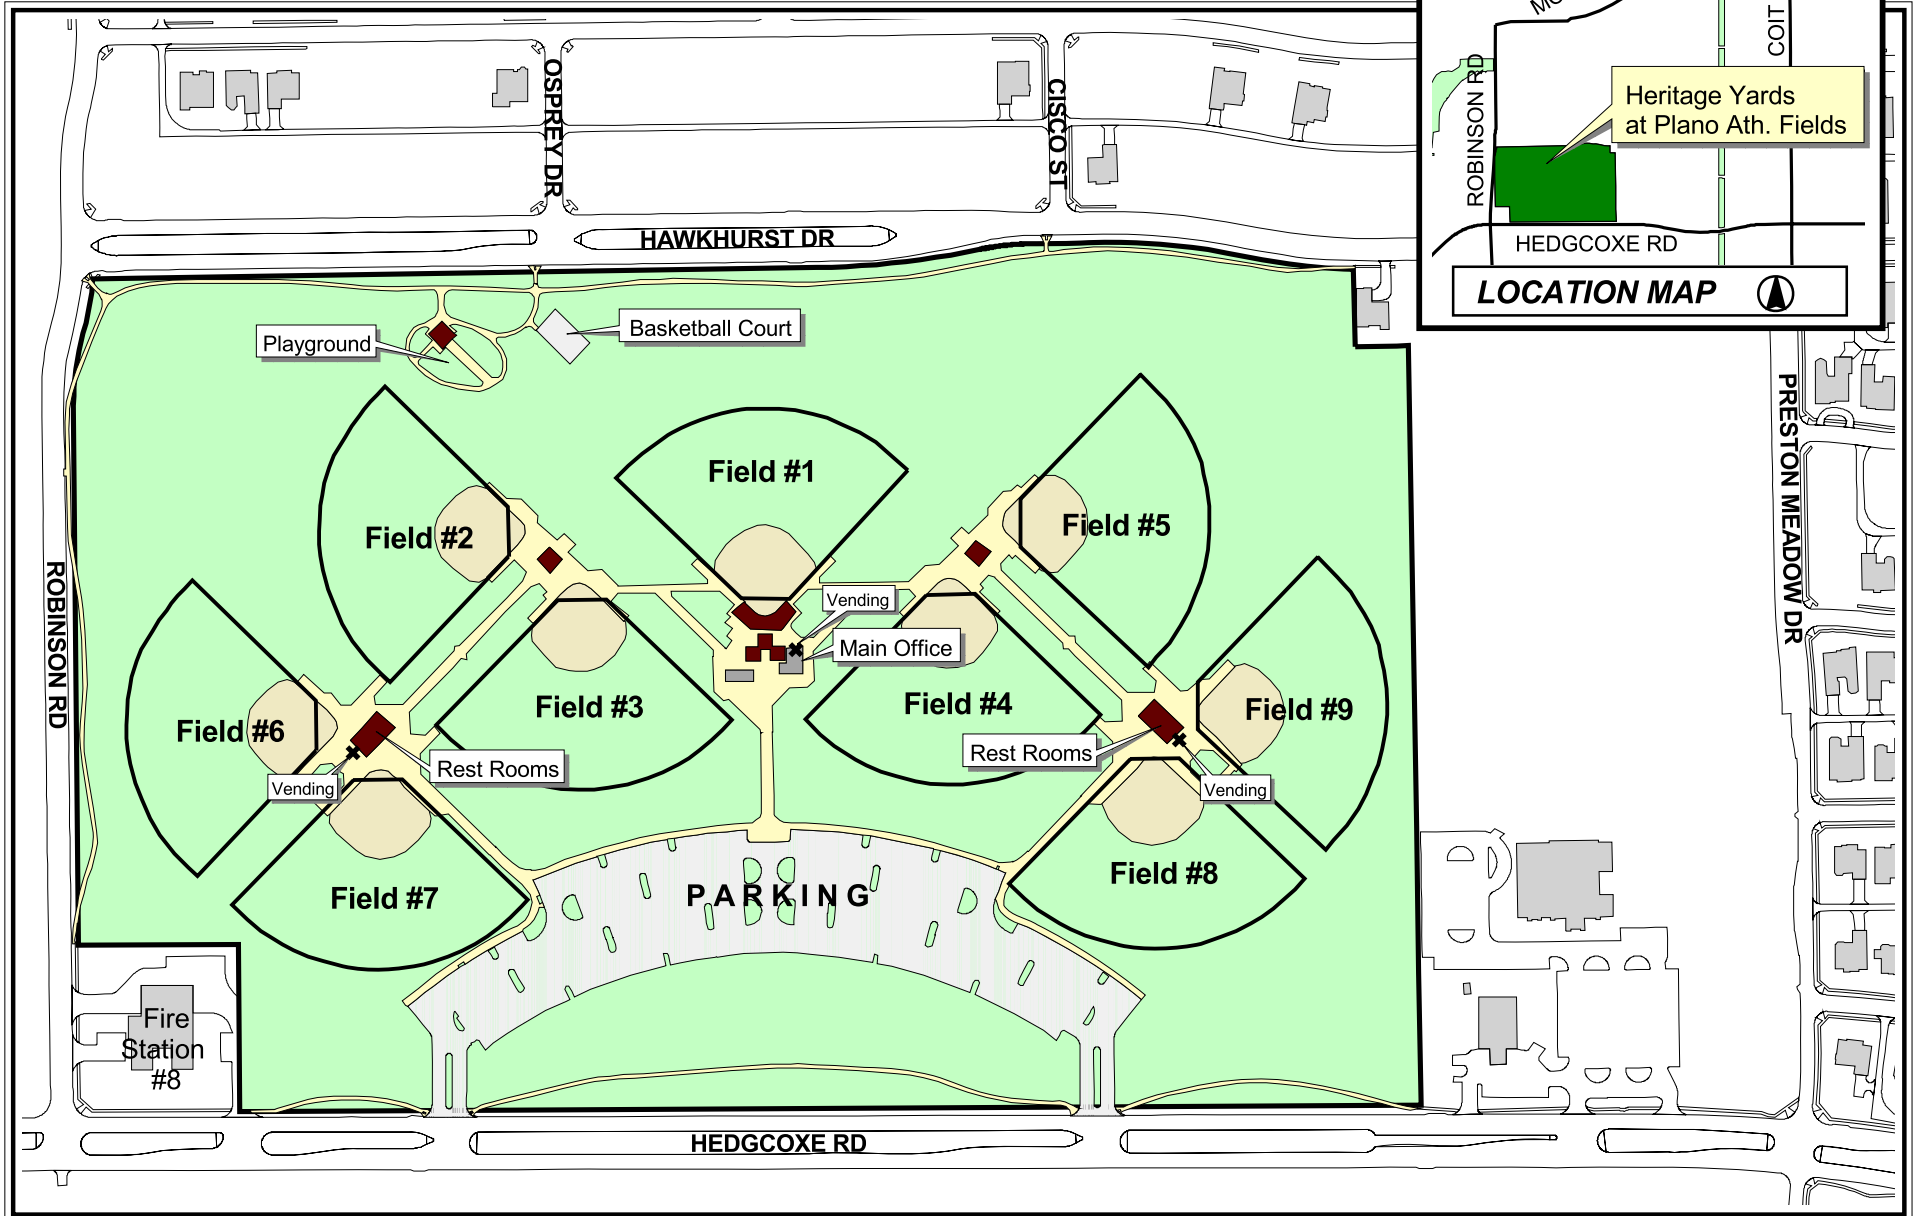 COIT
ROBINSON RD
Heritage Yards
at Plano Ath. Fields
HEDGCOXE RD
LOCATION MAP
OSPREY DR
CISCO ST
HAWKHURST DR
Playground
Basketball Court
Field #1
Field #2
Field #5
Vending
Main Office
Field #3
Field #4
Field #6
Field #9
Rest Rooms
Vending
Rest Rooms
Vending
Field #7
PARKING
Field #8
ROBINSON RD
PRESTON MEADOW DR
Fire
Station
#8
HEDGCOXE RD